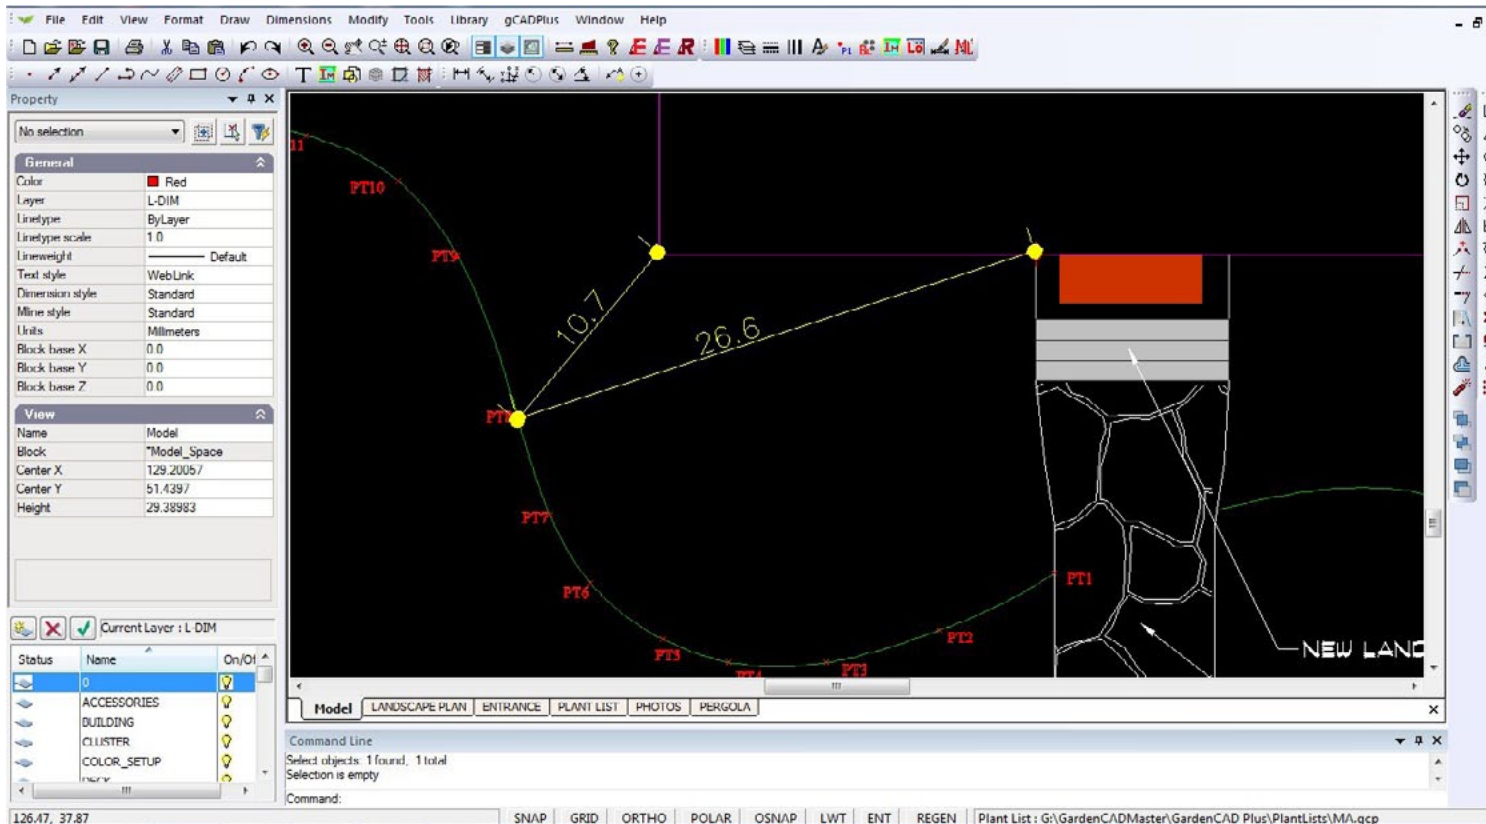 File Edit View Format Draw Dimensions Modify Tools Library gCADPlus Window Help
Property
No selection
General
Color Red
Layer L-DIM
Linetype ByLayer
Linetype scale 1.0
Lineweight Default
Text style WebLink
Dimension style Standard
Mline style Standard
Units Millimeters
Block base X 0.0
Block base Y 0.0
Block base Z 0.0
View
Name Model
Block *Model_Space
Center X 129.20057
Center Y 51.4397
Height 29.38983
Current Layer : L-DIM
Status Name On/Of
0
ACCESSORIES
BUILDING
CLUSTER
COLOR_SETUP
DECK
11
PT10
PT9
10.7
26.6
PT7
PT6
PT1
PT2
PT5
PT4
PT3
NEW LAND
Model LANDSCAPE PLAN ENTRANCE PLANT LIST PHOTOS PERGOLA
Command Line
Select objects: 1 found, 1 total
Selection is empty
Command:
126.47, 37.87 SNAP GRID ORTHO POLAR OSNAP LWT ENT REGEN Plant List : G:\GardenCADMaster\GardenCAD Plus\PlantLists\MA.gcp